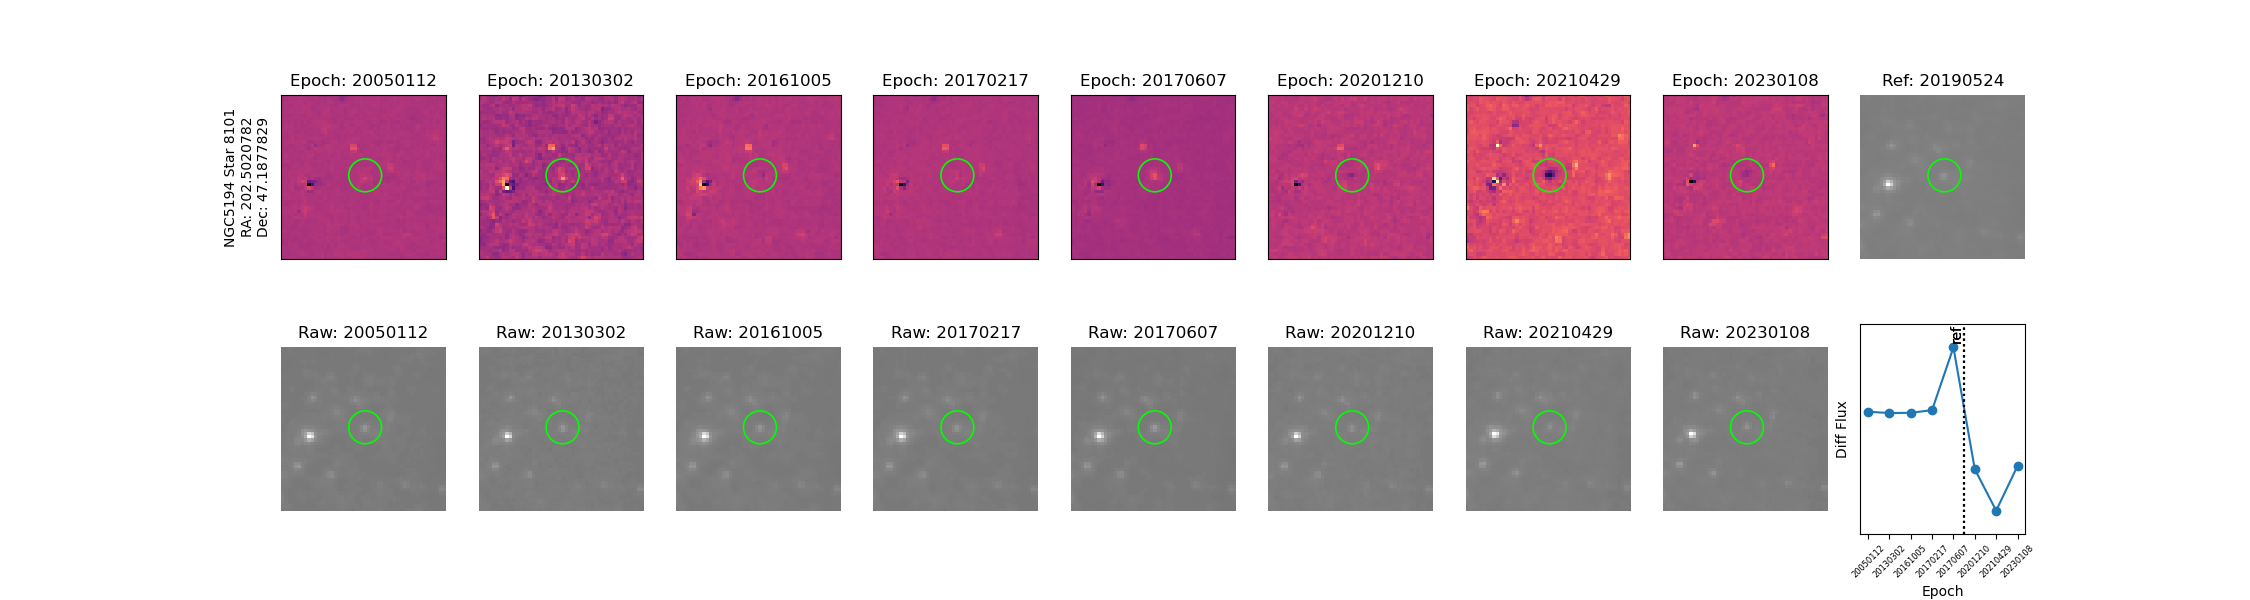 NGC5194 Star 8101
RA: 202.5020782
Dec: 47.1877829
Epoch: 20050112
Epoch: 20130302
Epoch: 20161005
Epoch: 20170217
Epoch: 20170607
Epoch: 20201210
Epoch: 20210429
Epoch: 20230108
Ref: 20190524
Raw: 20050112
Raw: 20130302
Raw: 20161005
Raw: 20170217
Raw: 20170607
Raw: 20201210
Raw: 20210429
Raw: 20230108
ref
Diff Flux
20050112
20130302
20161005
20170217
20170607
20201210
20210429
20230108
Epoch